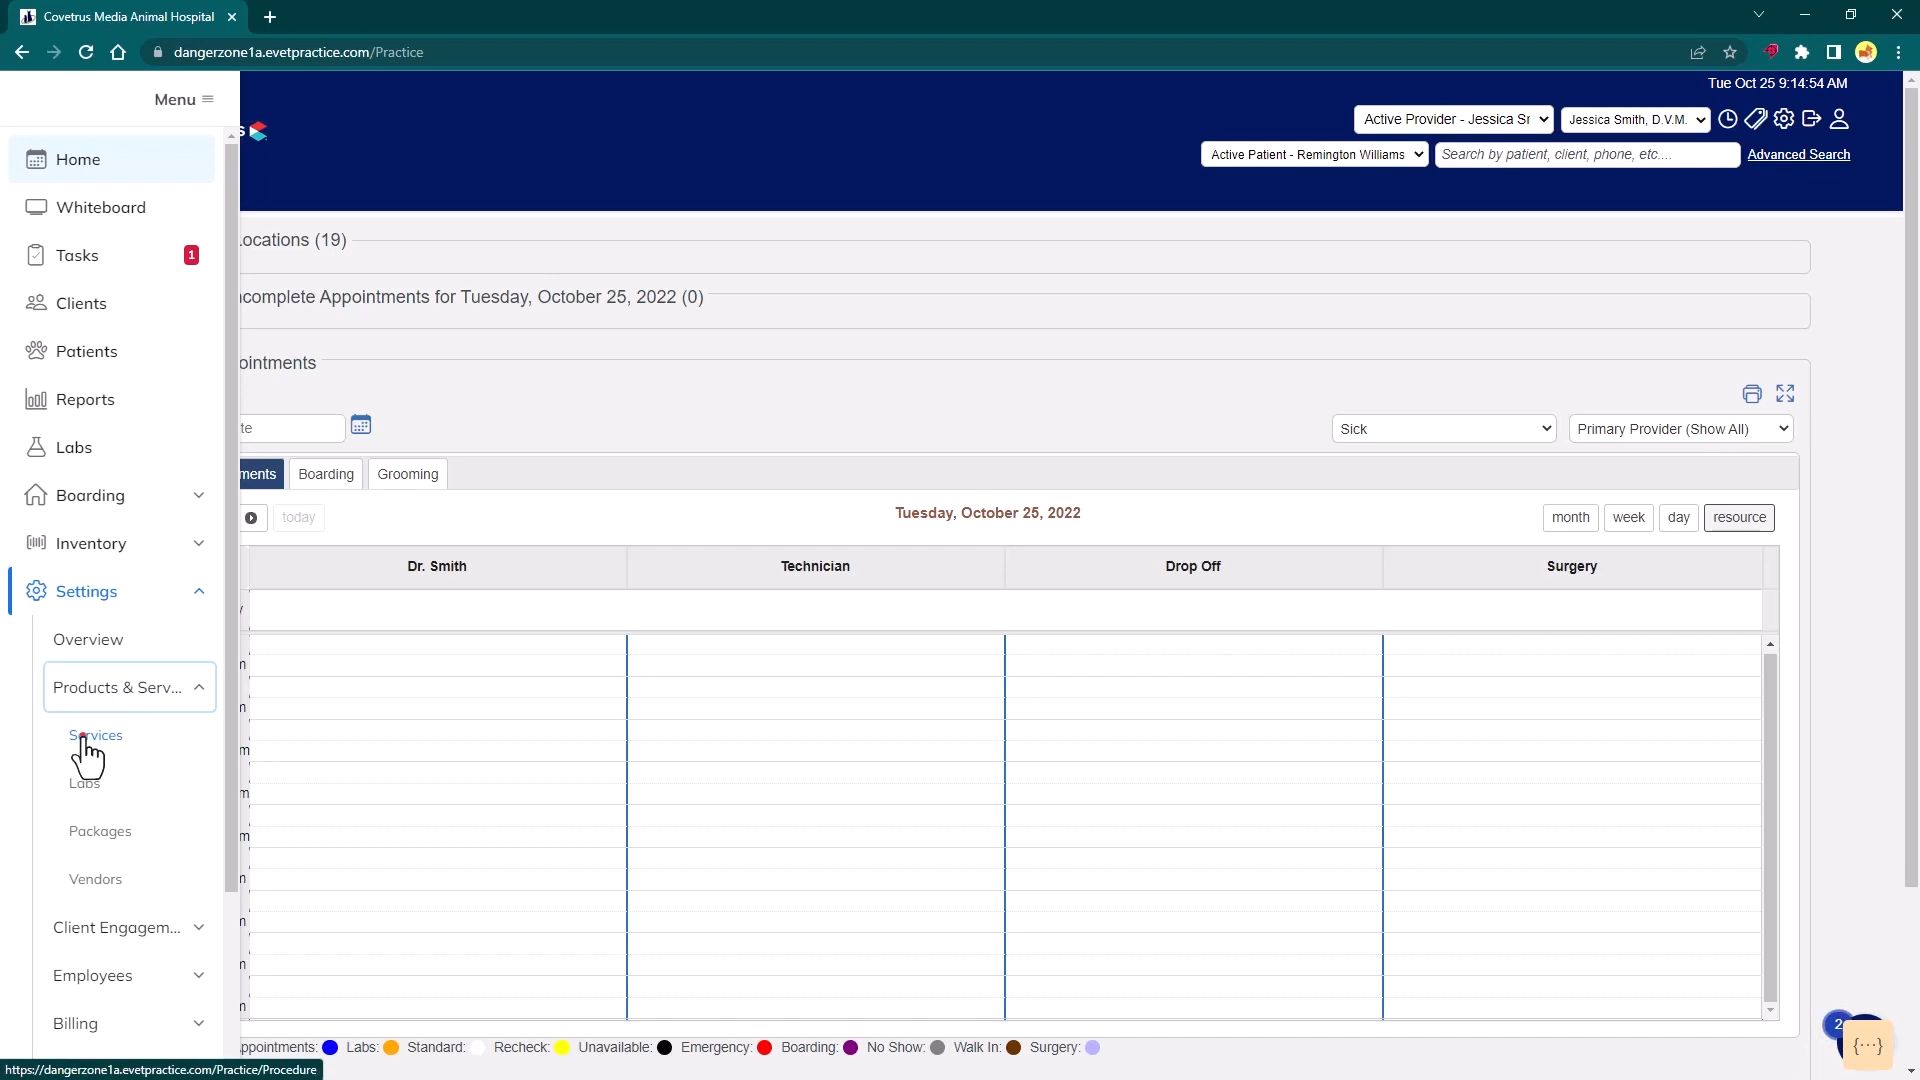 Covetrus Media Animal Hospital
dangerzone1a.evetpractice.com/Practice
Menu
Tue Oct 25 9:14:54 AM
s
Active Provider - Jessica Sr
Jessica Smith, D.V.M.
Active Patient - Remington Williams
Search by patient, client, phone, etc....
Advanced Search
Home
Whiteboard
Tasks 1
Clients
Patients
Reports
Labs
Boarding
Inventory
Settings
Overview
Products & Serv...
Services
Labs
Packages
Vendors
Client Engagem...
Employees
Billing
ocations (19)
ncomplete Appointments for Tuesday, October 25, 2022 (0)
ointments
te
Sick
Primary Provider (Show All)
ments
Boarding
Grooming
today
Tuesday, October 25, 2022
month
week
day
resource
Dr. Smith
Technician
Drop Off
Surgery
ppointments: Labs: Standard: Recheck: Unavailable: Emergency: Boarding: No Show: Walk In: Surgery:
2
{···}
https://dangerzone1a.evetpractice.com/Practice/Procedure